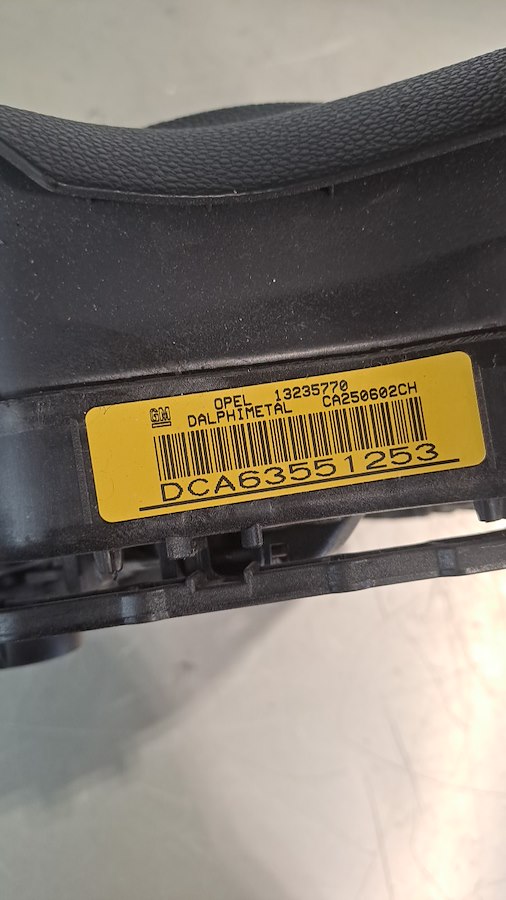 GM OPEL 13235770
DALPHIMETAL CA250602CH
DCA63551253